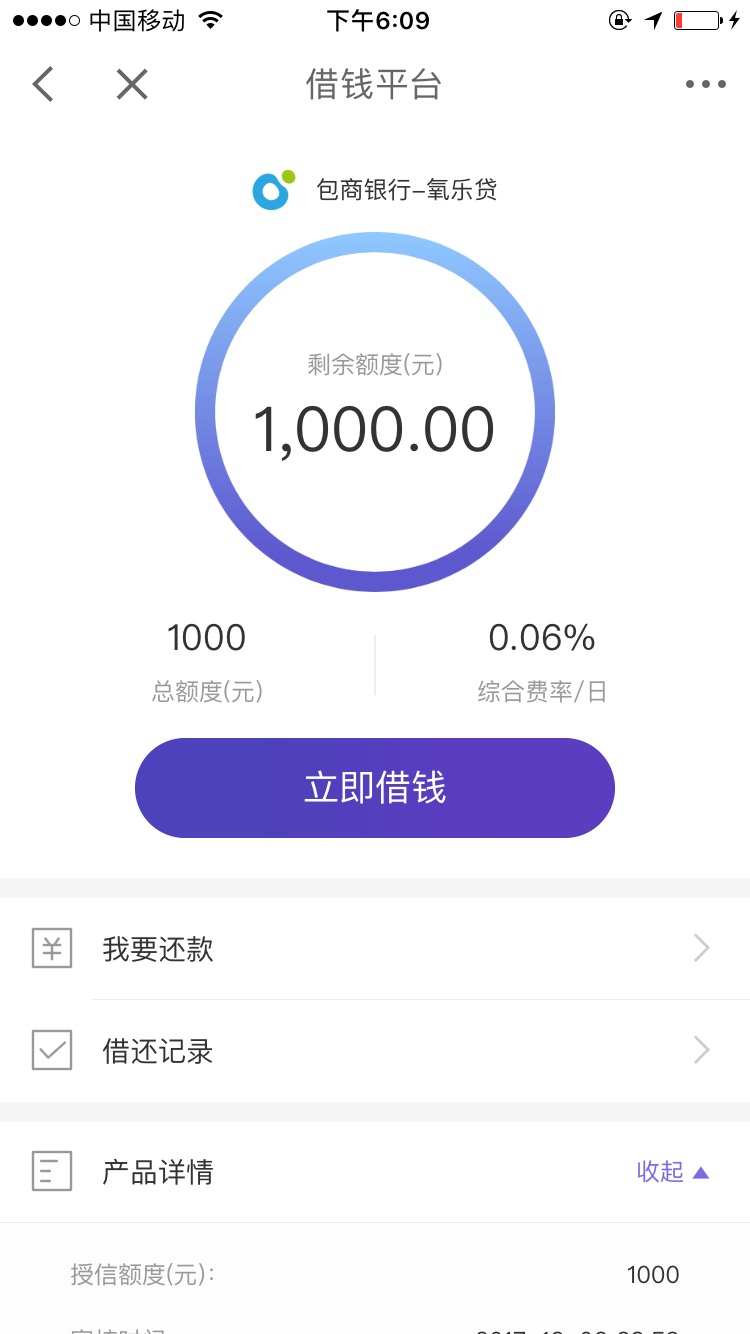 中国移动 下午6:09
借钱平台
包商银行–氧乐贷
剩余额度(元)
1,000.00
1000 0.06%
总额度(元) 综合费率/日
立即借钱
我要还款
借还记录
产品详情 收起
授信额度(元): 1000